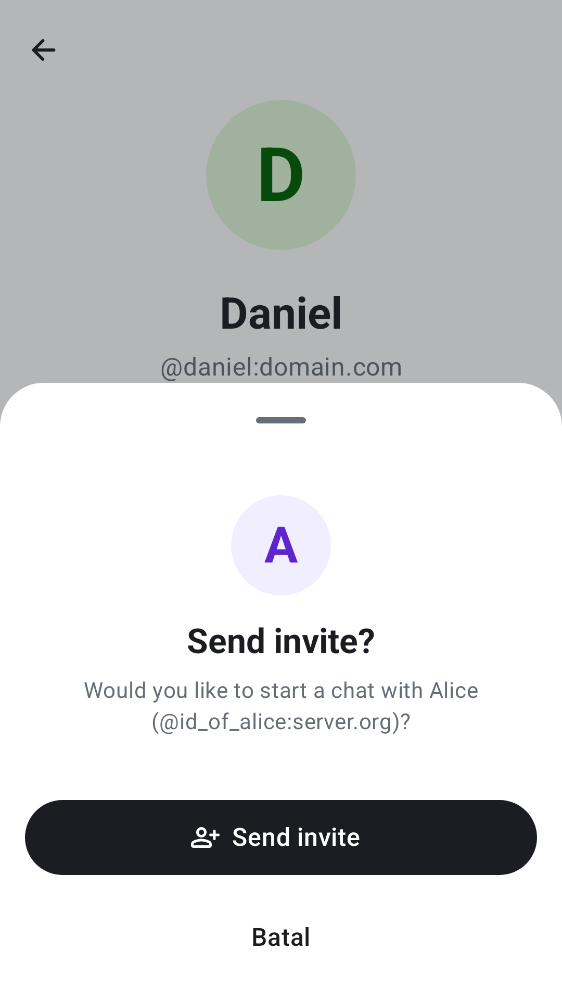 D
Daniel
@daniel:domain.com
A
Send invite?
Would you like to start a chat with Alice
(@id_of_alice:server.org)?
Send invite
Batal